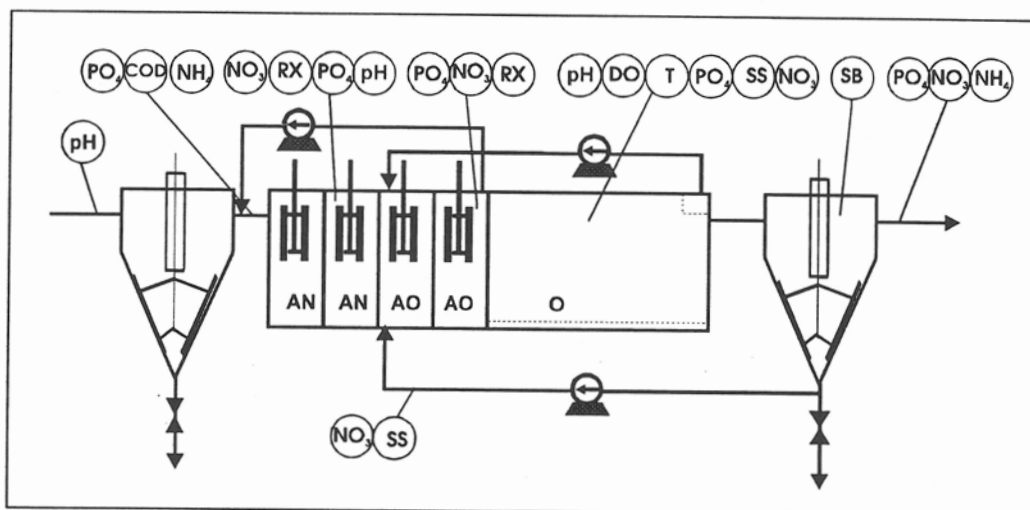 PO₄ COD NH₄ NO₃ RX PO₄ pH PO₄ NO₃ RX pH DO T PO₄ SS NO₃ SB PO₄ NO₃ NH₄
pH
AN AN AO AO O
NO₃ SS